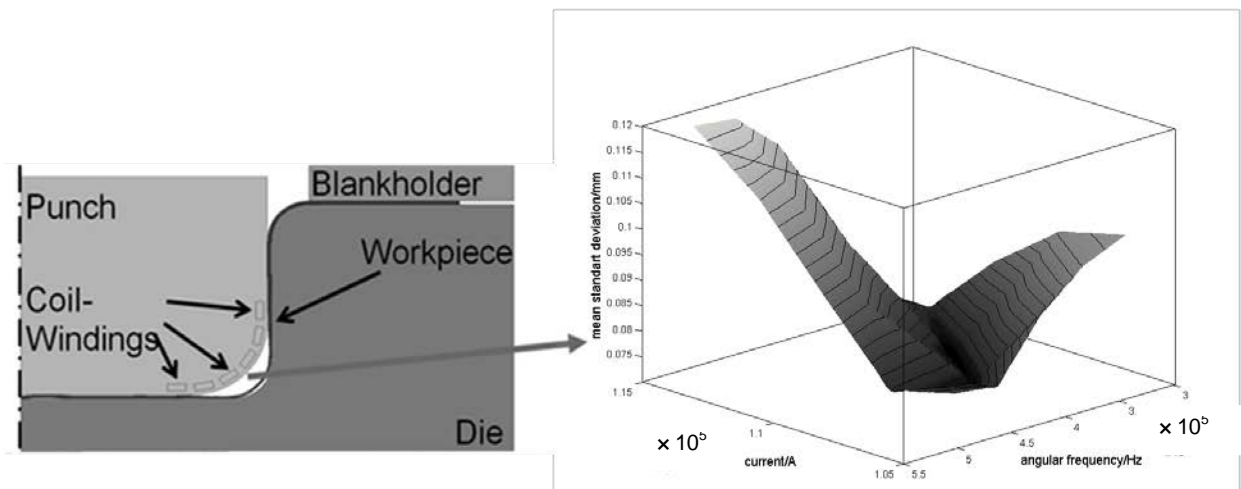 Punch
Blankholder
Workpiece
Coil-
Windings
Die
mean standart deviation/mm
0.12
0.115
0.11
0.105
0.1
0.095
0.09
0.085
0.08
0.075
1.15
1.1
1.05
× 10⁵
current/A
5.5
5
4.5
4
3.
3
× 10⁵
angular frequency/Hz